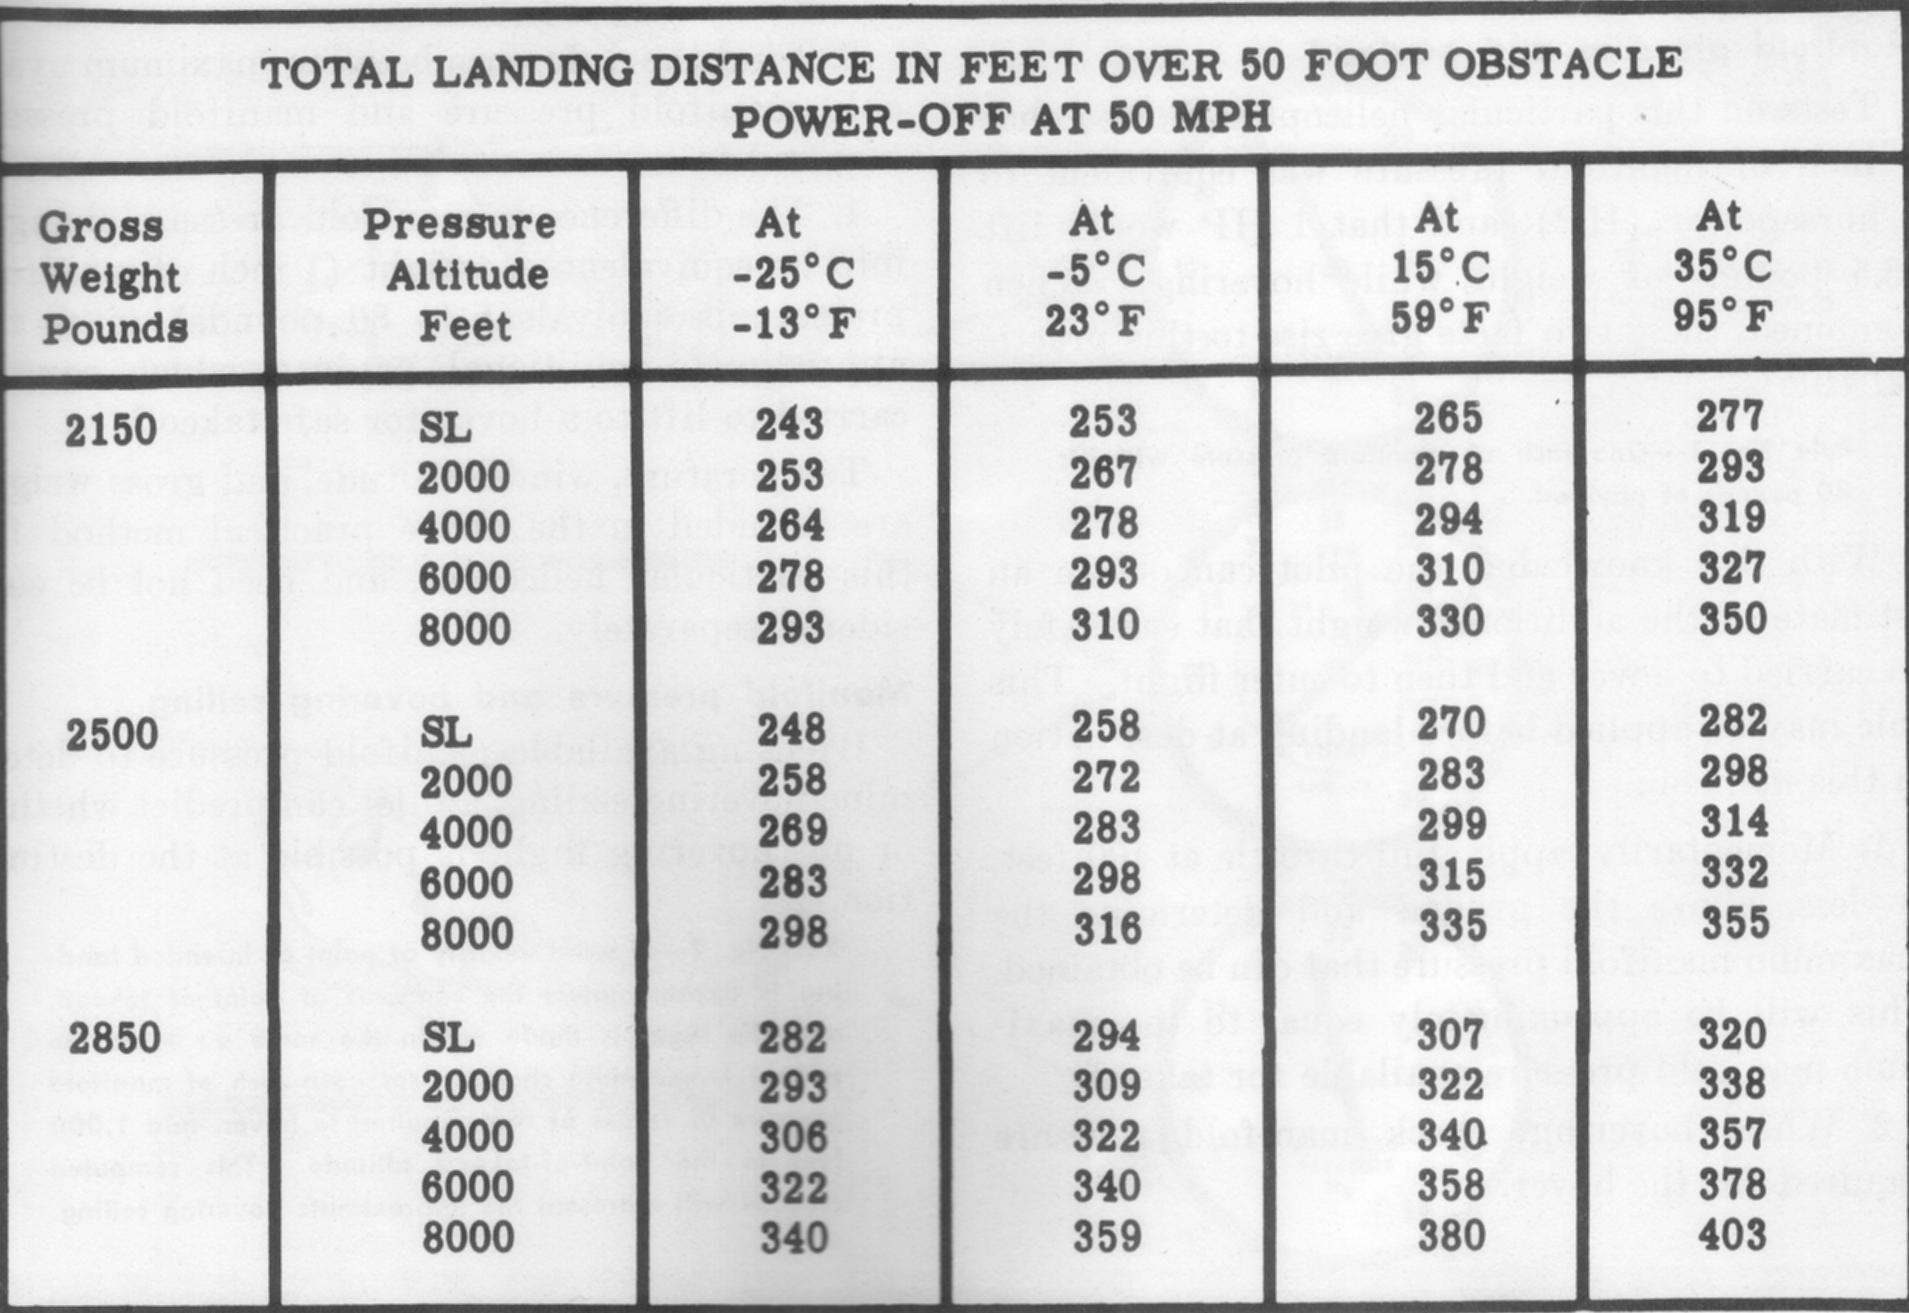 TOTAL LANDING DISTANCE IN FEET OVER 50 FOOT OBSTACLE
POWER-OFF AT 50 MPH
Gross Pressure At At At At
Weight Altitude -25°C -5°C 15°C 35°C
Pounds Feet -13°F 23°F 59°F 95°F
2150 SL 243 253 265 277
2000 253 267 278 293
4000 264 278 294 319
6000 278 293 310 327
8000 293 310 330 350
2500 SL 248 258 270 282
2000 258 272 283 298
4000 269 283 299 314
6000 283 298 315 332
8000 298 316 335 355
2850 SL 282 294 307 320
2000 293 309 322 338
4000 306 322 340 357
6000 322 340 358 378
8000 340 359 380 403